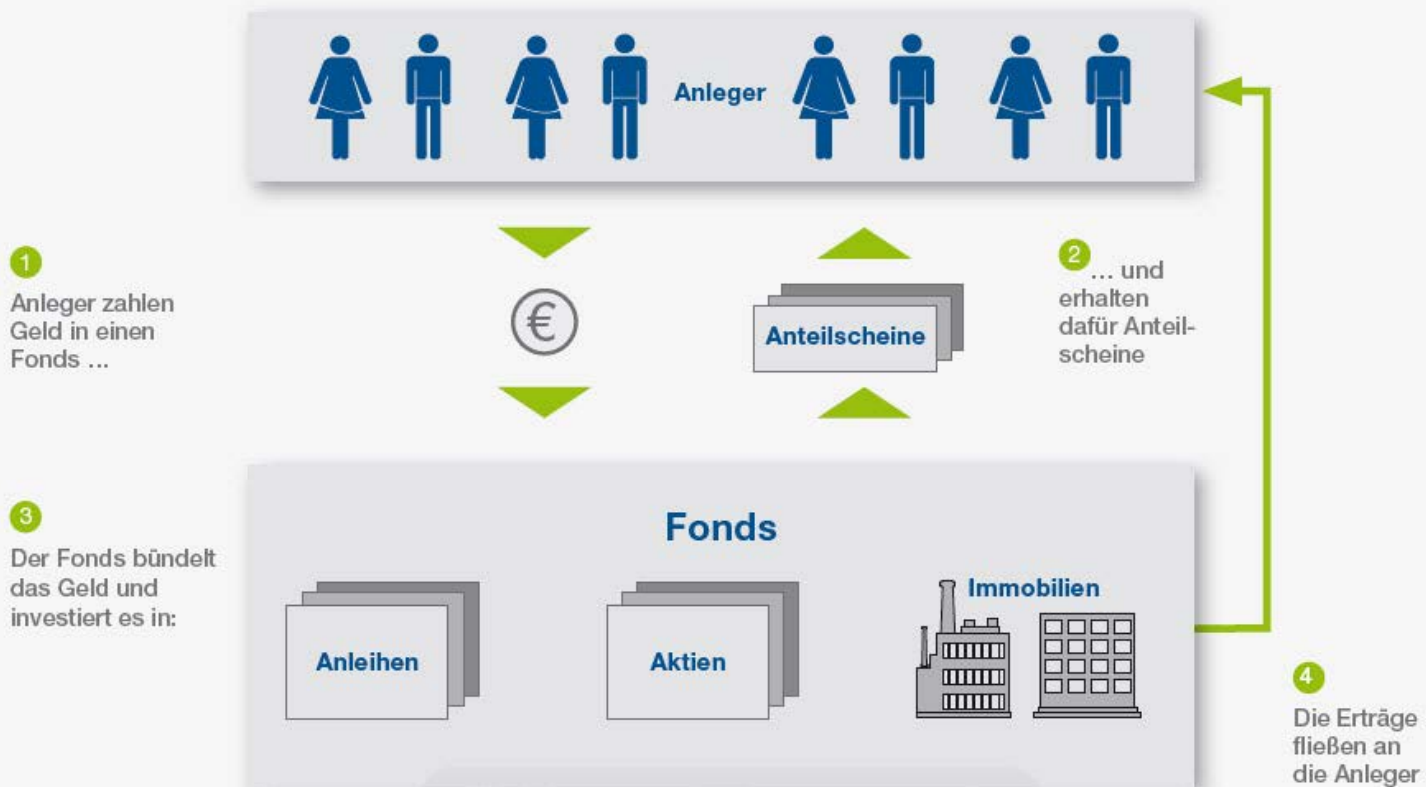 Anleger
1
Anleger zahlen
Geld in einen
Fonds ...
€
Anteilscheine
2 ... und
erhalten
dafür Anteil-
scheine
3
Der Fonds bündelt
das Geld und
investiert es in:
Fonds
Anleihen
Aktien
Immobilien
4
Die Erträge
fließen an
die Anleger